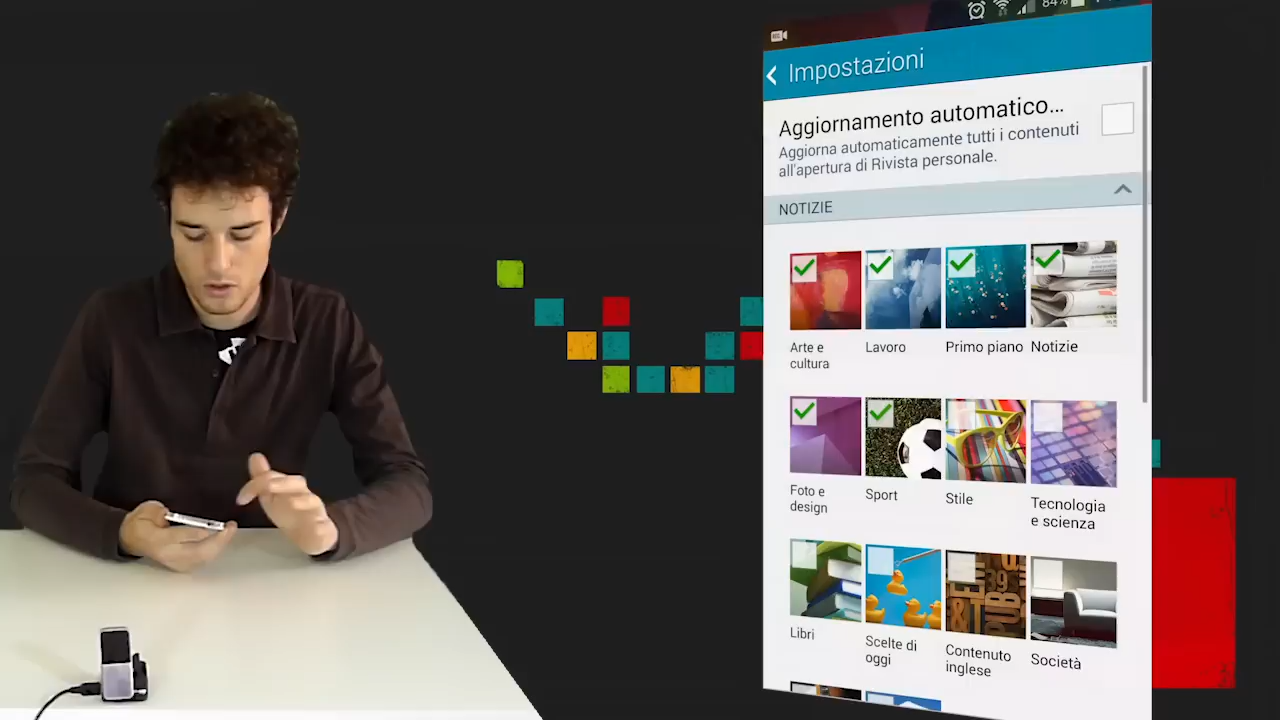 84%
Impostazioni
Aggiornamento automatico...
Aggiorna automaticamente tutti i contenuti
all'apertura di Rivista personale.
NOTIZIE
Arte e
cultura
Lavoro
Primo piano
Notizie
Foto e
design
Sport
Stile
Tecnologia
e scienza
Libri
Scelte di
oggi
Contenuto
inglese
Società